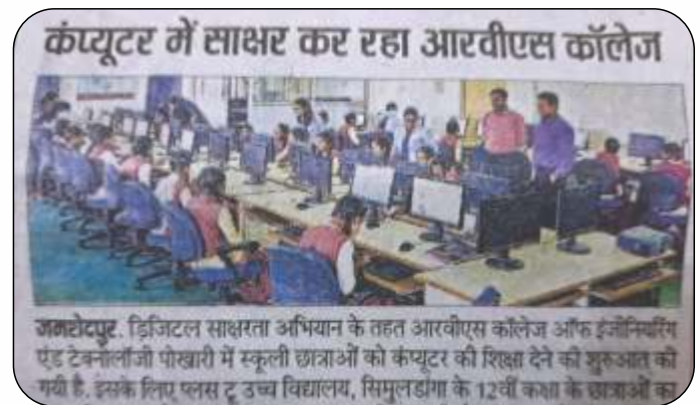 कंप्यूटर में साक्षर कर रहा आरवीएस कॉलेज
जमशेदपुर. डिजिटल साक्षरता अभियान के तहत आरवीएस कॉलेज ऑफ इंजीनियरिंग
एंड टेक्नोलॉजी पोखारी में स्कूली छात्राओं को कंप्यूटर की शिक्षा देने की शुरुआत की
गयी है. इसके लिए प्लस टू उच्च विद्यालय, सिमुलडांगा के 12वीं कक्षा के छात्राओं का